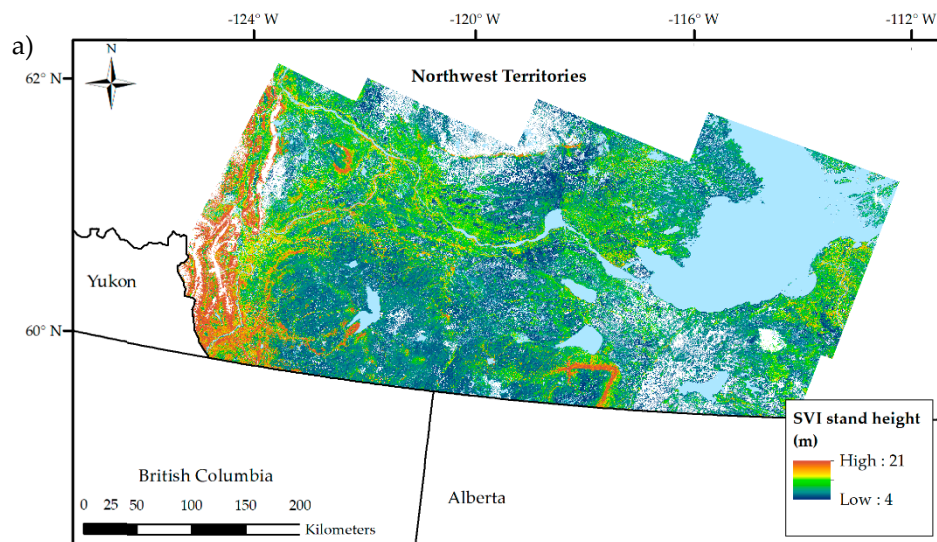 -124° W
-120° W
-116° W
-112° W
a)
N
62° N
Northwest Territories
Yukon
60° N
SVI stand height
(m)
High : 21
Low : 4
British Columbia
Alberta
0 25 50 100 150 200
Kilometers